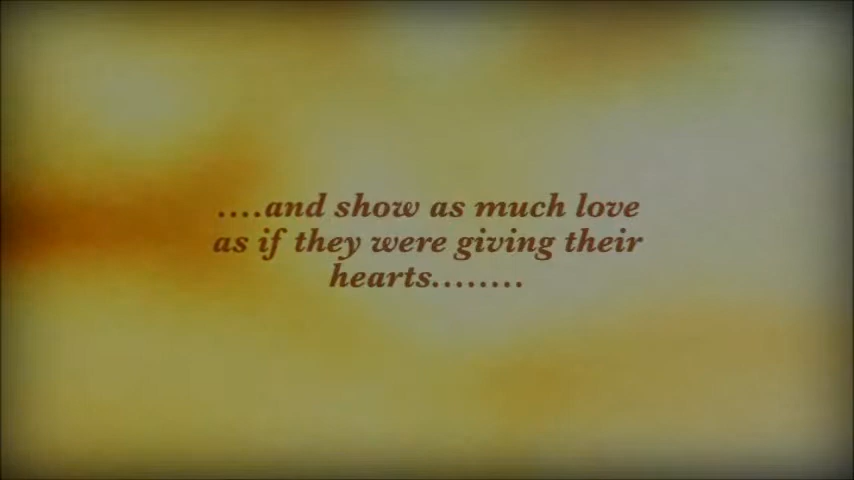 ....and show as much love
as if they were giving their
hearts........